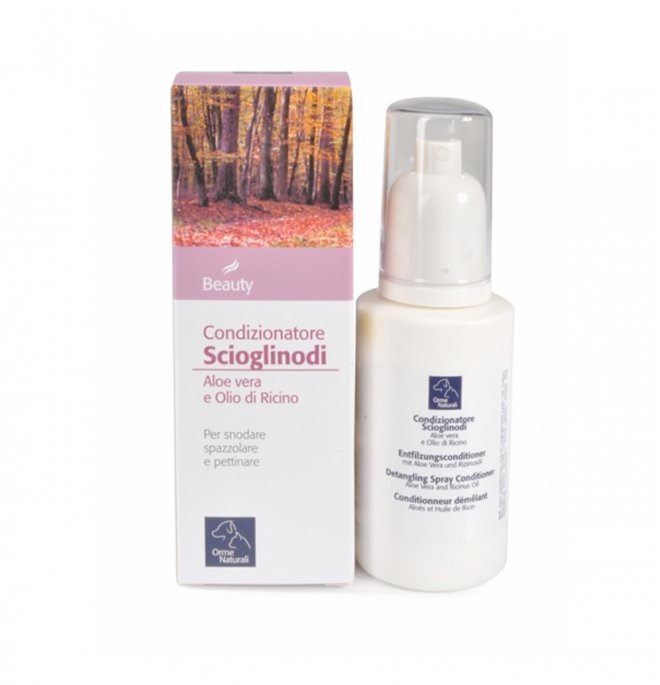 Beauty
Condizionatore
Scioglinodi
Aloe vera
e Olio di Ricino
Per snodare
spazzolare
e pettinare
Orme
Naturali
Orme
Naturali
Condizionatore
Scioglinodi
Aloe vera
e Olio di Ricino
Entfilzungsconditioner
mit Aloe Vera und Rizinusöl
Detangling Spray Conditioner
Aloe Vera and Ricinus Oil
Conditionneur démêlant
Aloès et Huile de Ricin